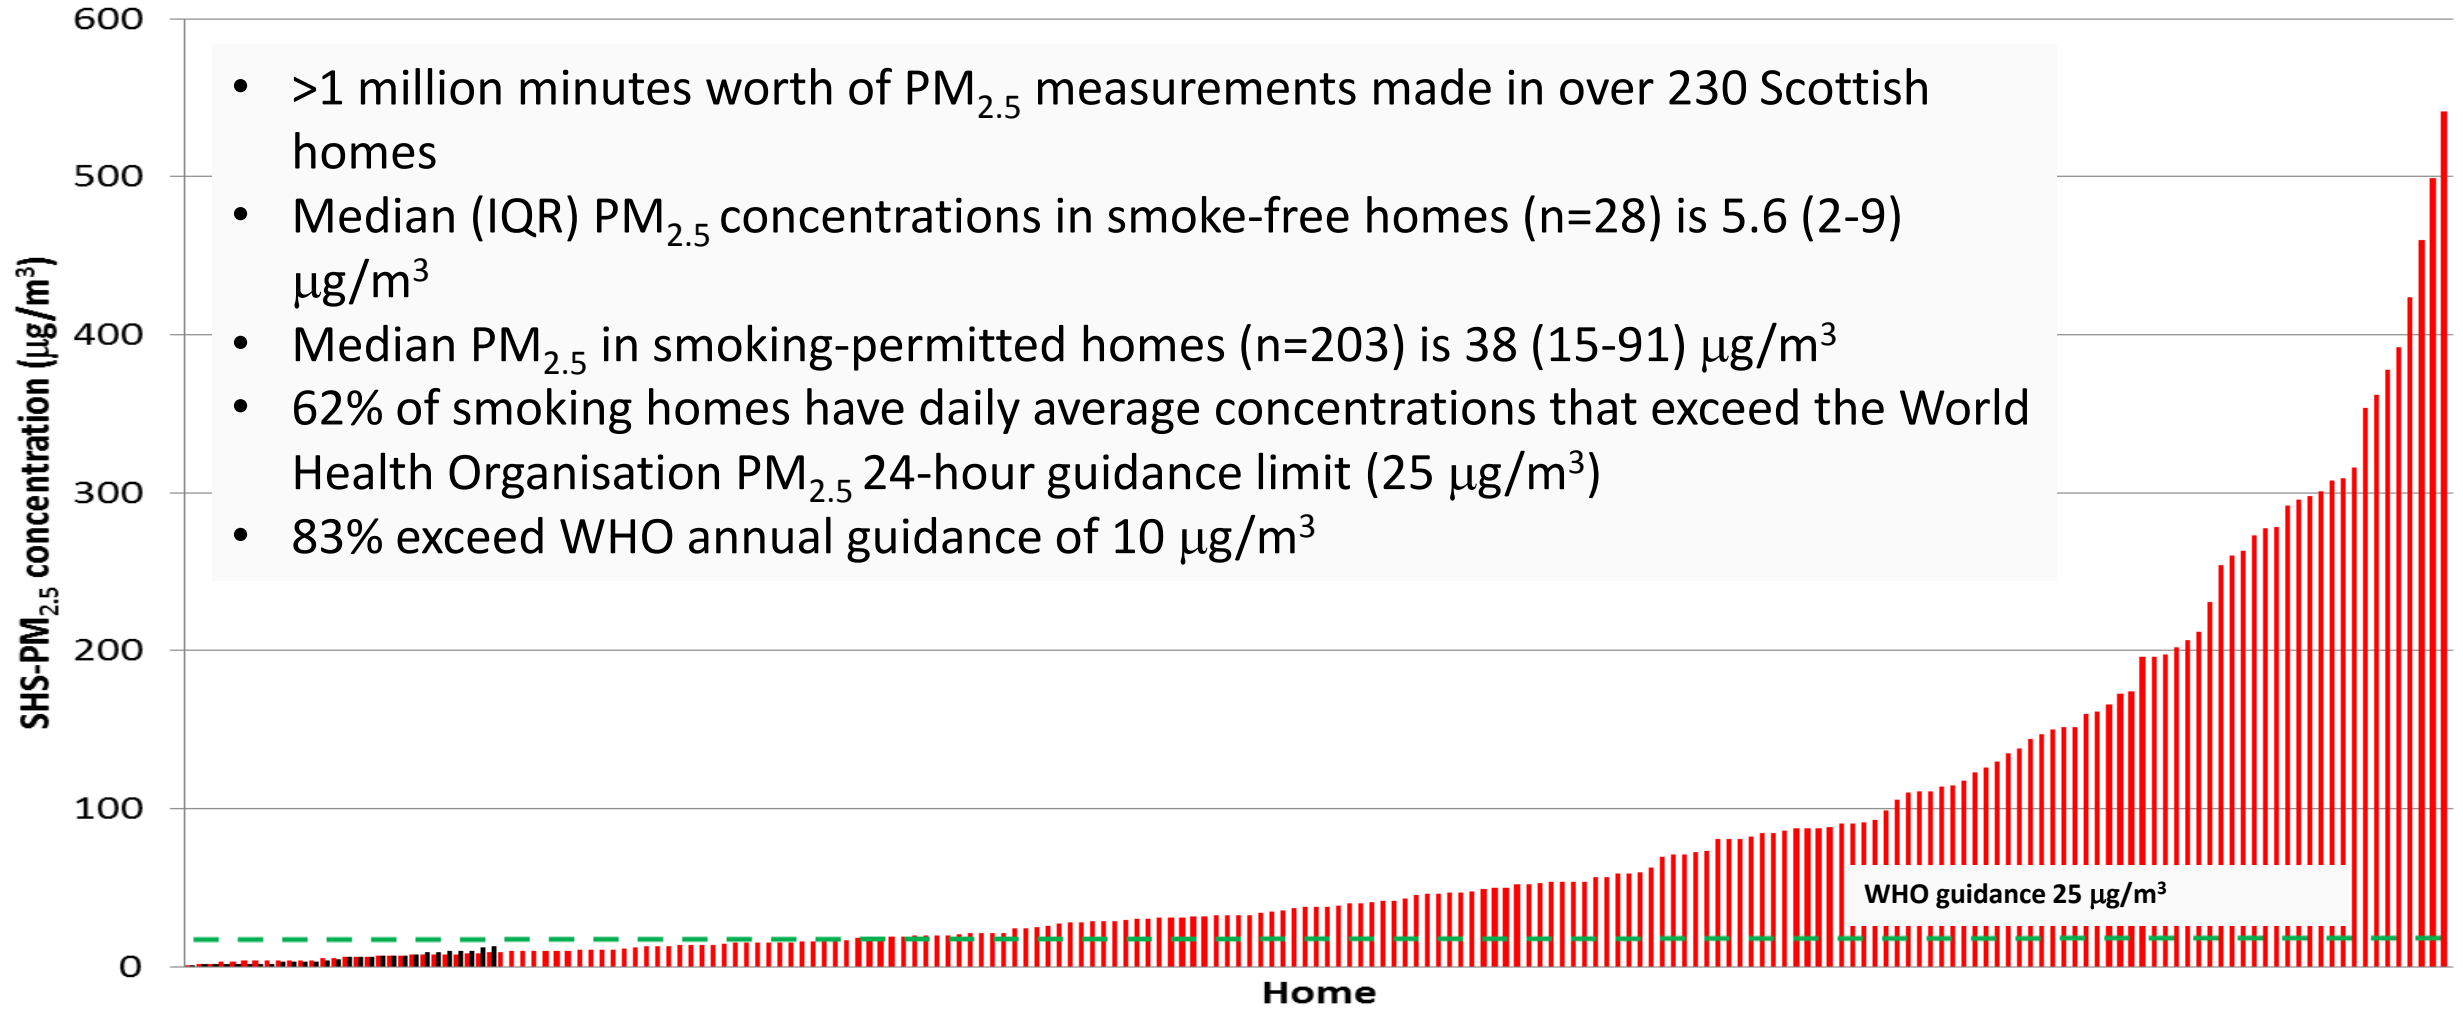 600
500
400
300
200
100
0
SHS-PM2.5 concentration (µg/m³)
• >1 million minutes worth of PM2.5 measurements made in over 230 Scottish
homes
• Median (IQR) PM2.5 concentrations in smoke-free homes (n=28) is 5.6 (2-9)
µg/m³
• Median PM2.5 in smoking-permitted homes (n=203) is 38 (15-91) µg/m³
• 62% of smoking homes have daily average concentrations that exceed the World
Health Organisation PM2.5 24-hour guidance limit (25 µg/m³)
• 83% exceed WHO annual guidance of 10 µg/m³
WHO guidance 25 µg/m³
Home